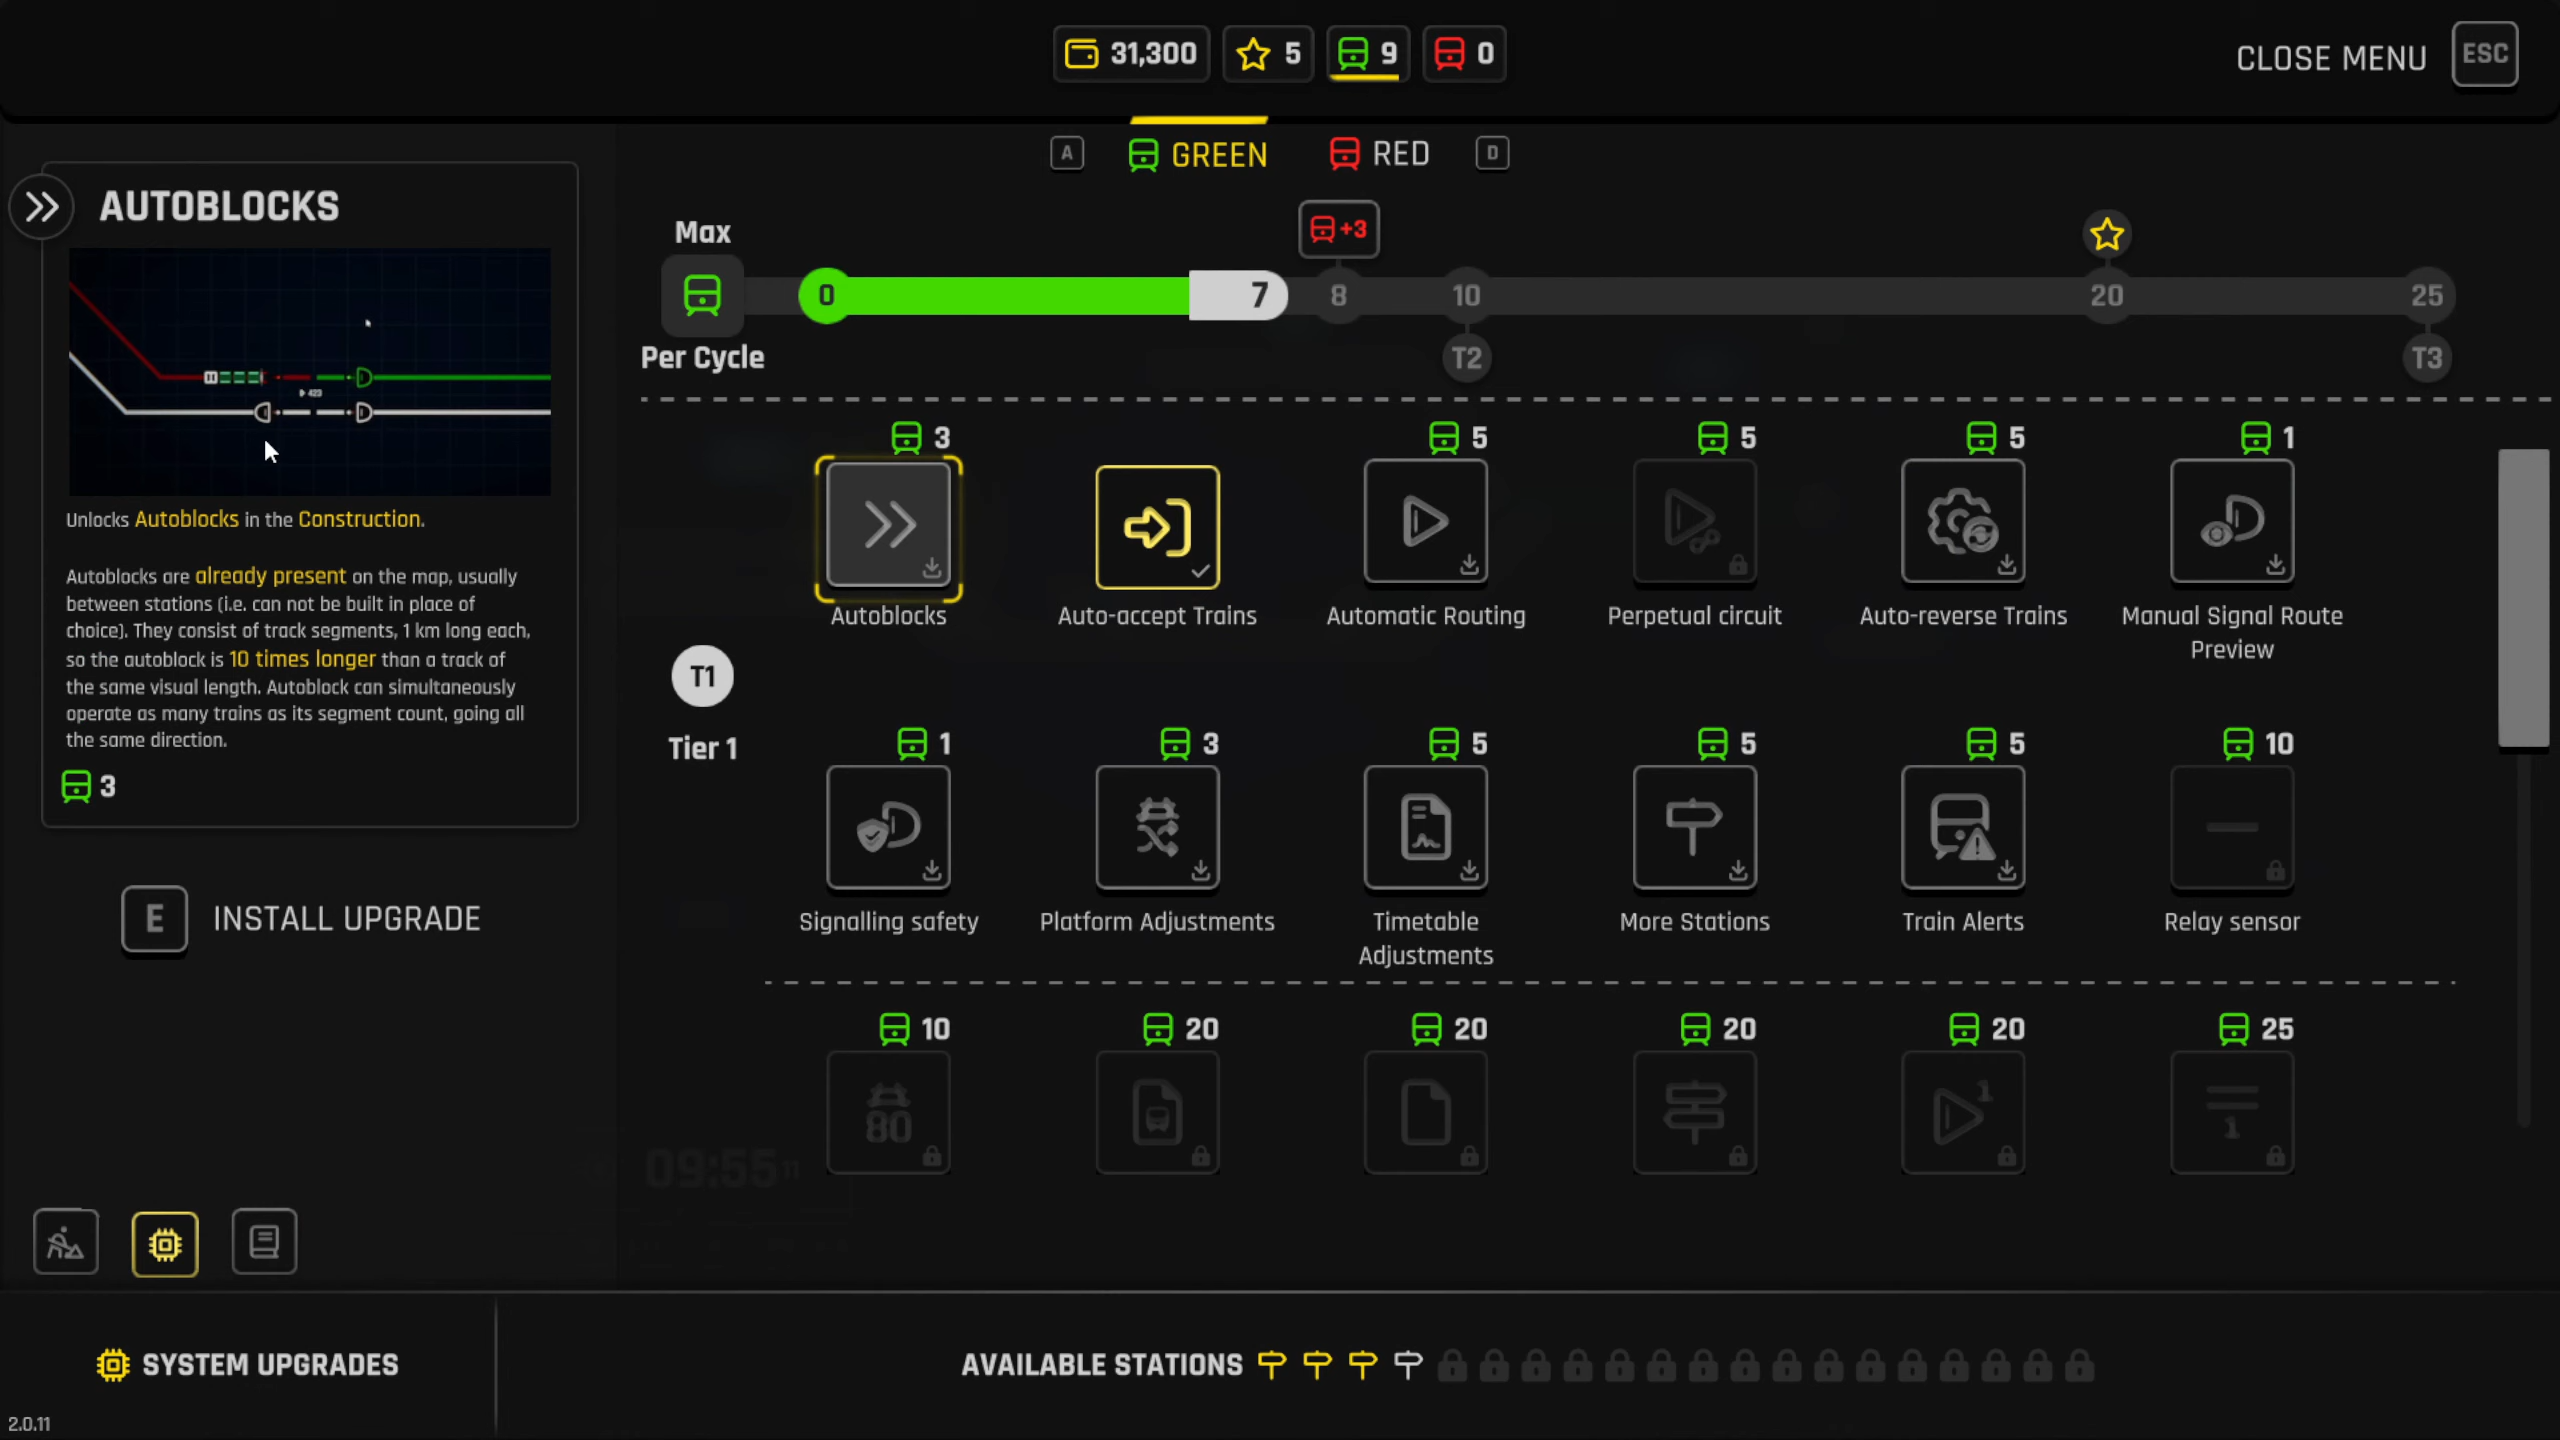 31,300
5
9
0
CLOSE MENU
ESC
A
GREEN
RED
D
AUTOBLOCKS
Unlocks Autoblocks in the Construction.
Autoblocks are already present on the map, usually
between stations (i.e. can not be built in place of
choice). They consist of track segments, 1 km long each,
so the autoblock is 10 times longer than a track of
the same visual length. Autoblock can simultaneously
operate as many trains as its segment count, going all
the same direction.
3
E
INSTALL UPGRADE
Max
Per Cycle
+3
0
7
8
10
20
25
T2
T3
3
5
5
5
1
Autoblocks
Auto-accept Trains
Automatic Routing
Perpetual circuit
Auto-reverse Trains
Manual Signal Route
Preview
T1
Tier 1
1
3
5
5
5
10
Signalling safety
Platform Adjustments
Timetable
Adjustments
More Stations
Train Alerts
Relay sensor
10
20
20
20
20
25
80
1
1
09:55 11
SYSTEM UPGRADES
AVAILABLE STATIONS
2.0.11